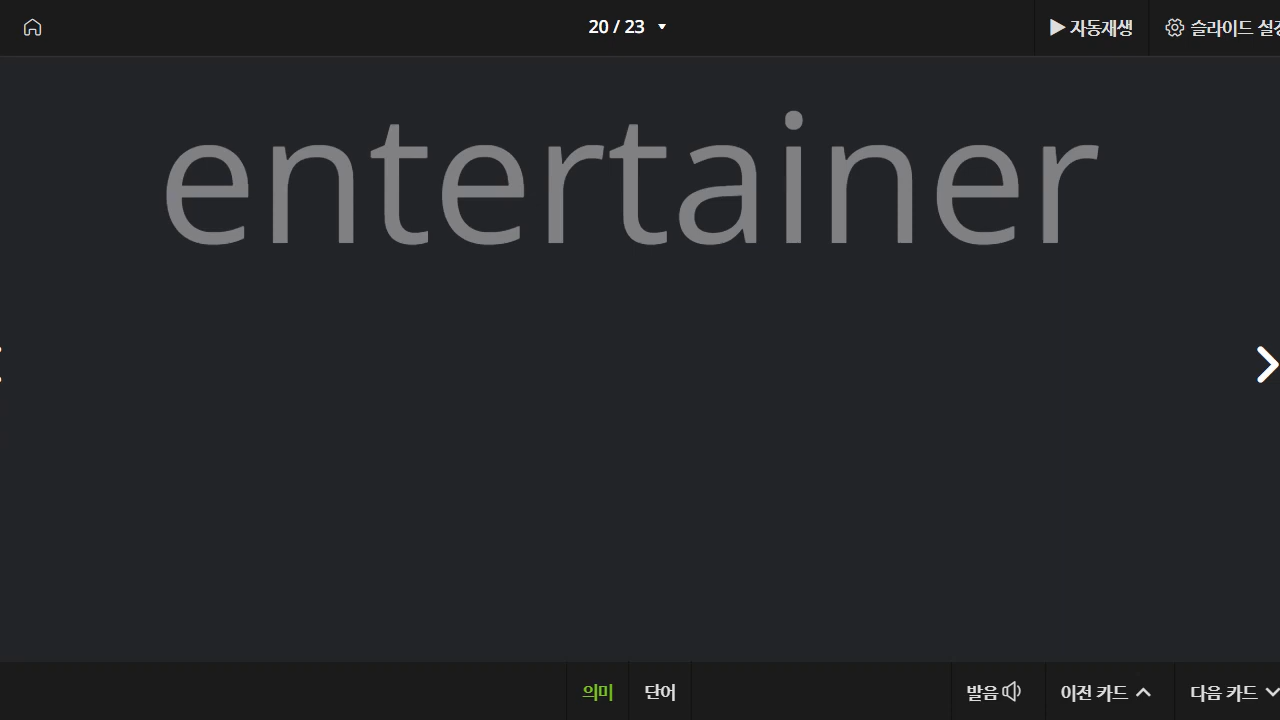 20 / 23
자동재생
슬라이드 설정
entertainer
의미
단어
발음
이전 카드
다음 카드